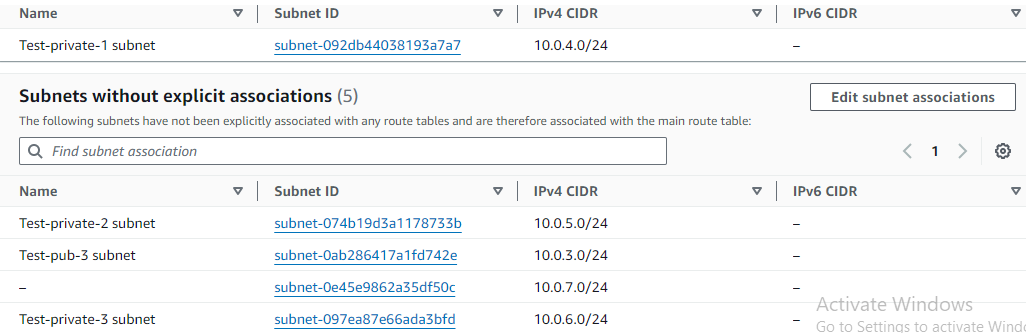 Name Subnet ID IPv4 CIDR IPv6 CIDR
Test-private-1 subnet subnet-092db44038193a7a7 10.0.4.0/24 –
Subnets without explicit associations (5) Edit subnet associations
The following subnets have not been explicitly associated with any route tables and are therefore associated with the main route table:
Find subnet association 1
Name Subnet ID IPv4 CIDR IPv6 CIDR
Test-private-2 subnet subnet-074b19d3a1178733b 10.0.5.0/24 –
Test-pub-3 subnet subnet-0ab286417a1fd742e 10.0.3.0/24 –
– subnet-0e45e9862a35df50c 10.0.7.0/24 –
Activate Windows
Test-private-3 subnet subnet-097ea87e66ada3bfd 10.0.6.0/24 –
Go to Settings to activate Windo